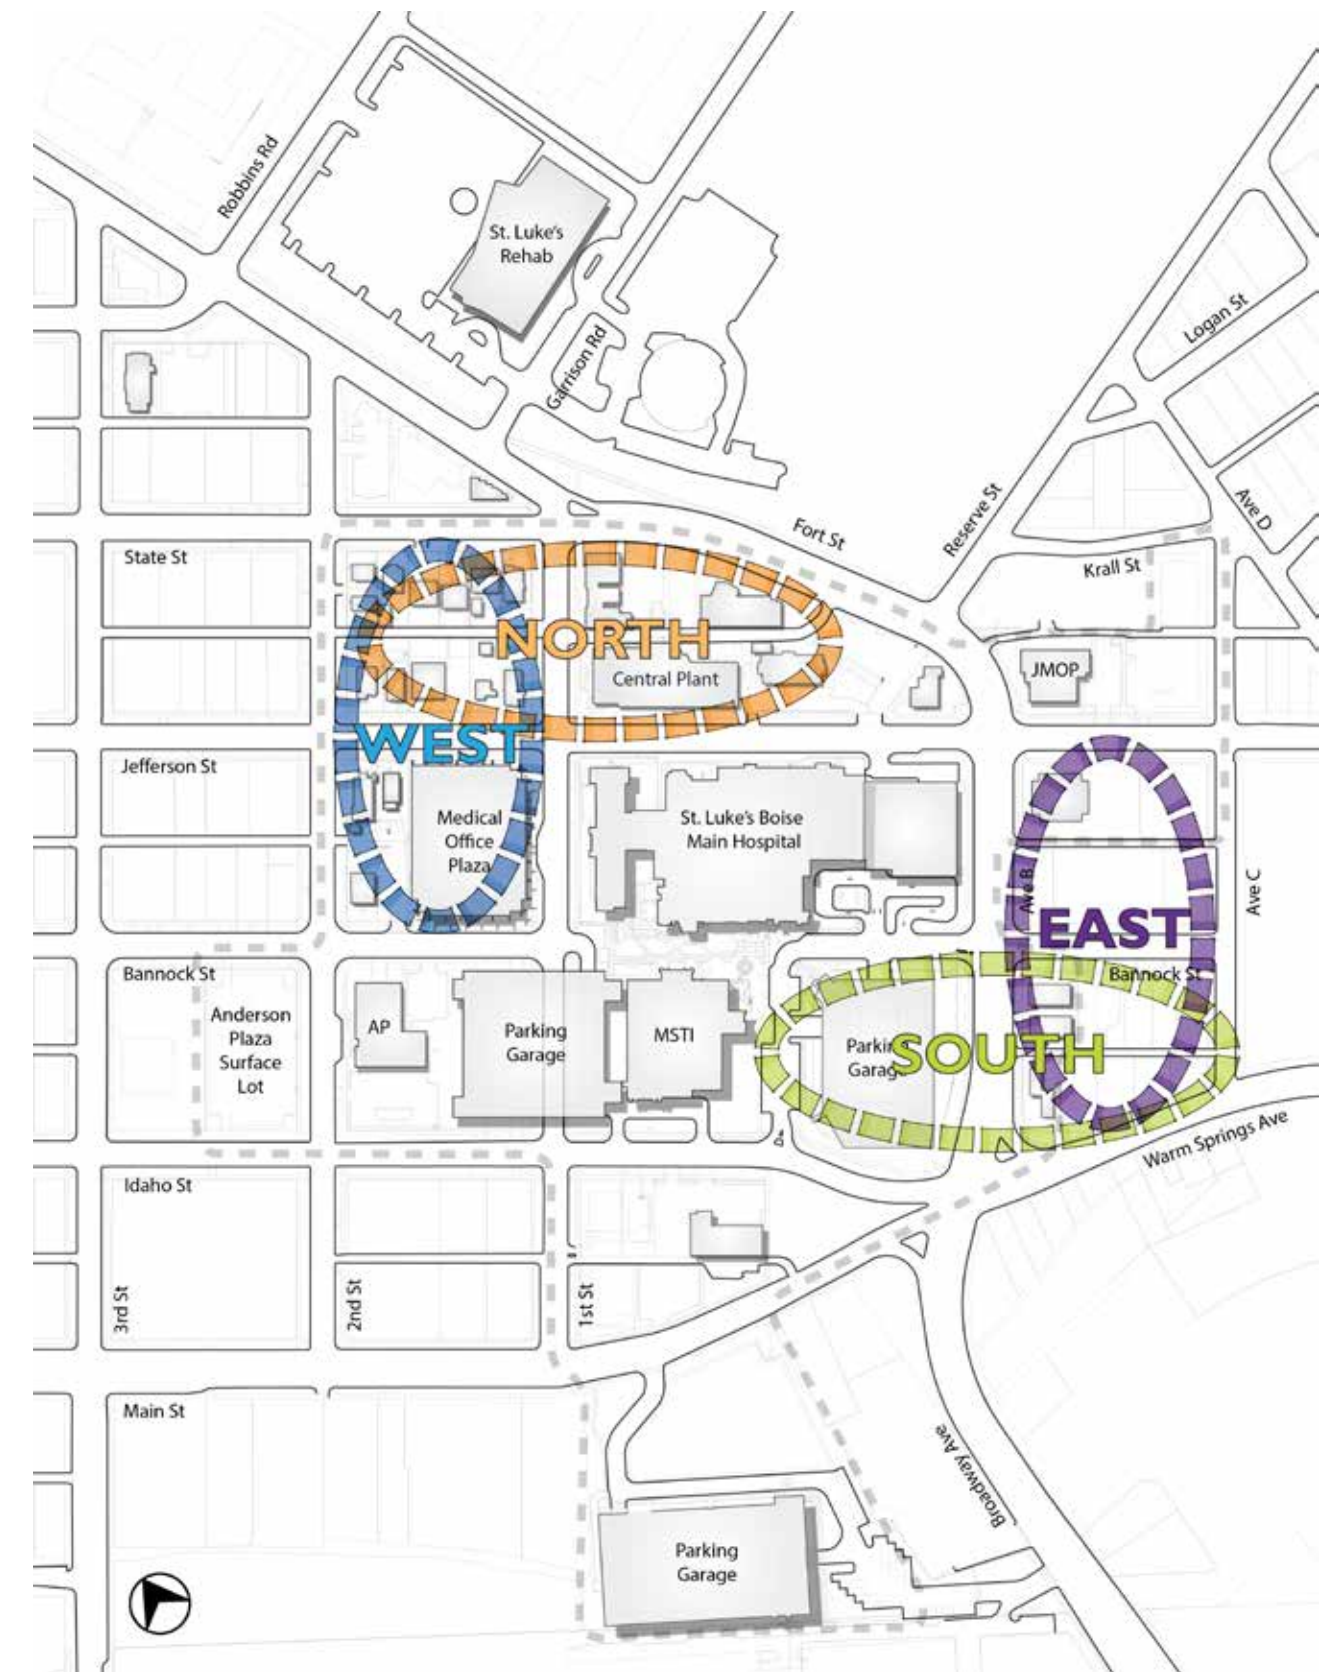 Robbins Rd
St. Luke's
Rehab
Logan St
Garrison Rd
Ave D
Reserve St
Fort St
State St
Krall St
NORTH
JMOP
Central Plant
WEST
Jefferson St
Medical
Office
Plaza
St. Luke's Boise
Main Hospital
Ave B
Ave C
EAST
Bannock St
Bannock St
Anderson
Plaza
Surface
Lot
AP
Parking
Garage
MSTI
Parking
Garage
SOUTH
Warm Springs Ave
Idaho St
3rd St
2nd St
1st St
Main St
Broadway Ave
Parking
Garage